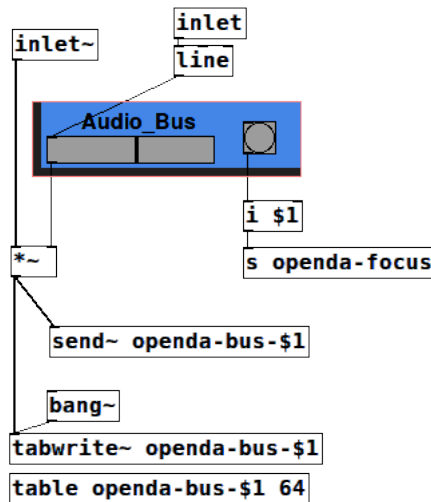 inlet
inlet~
line
Audio_Bus
i $1
*~
s openda-focus
send~ openda-bus-$1
bang~
tabwrite~ openda-bus-$1
table openda-bus-$1 64